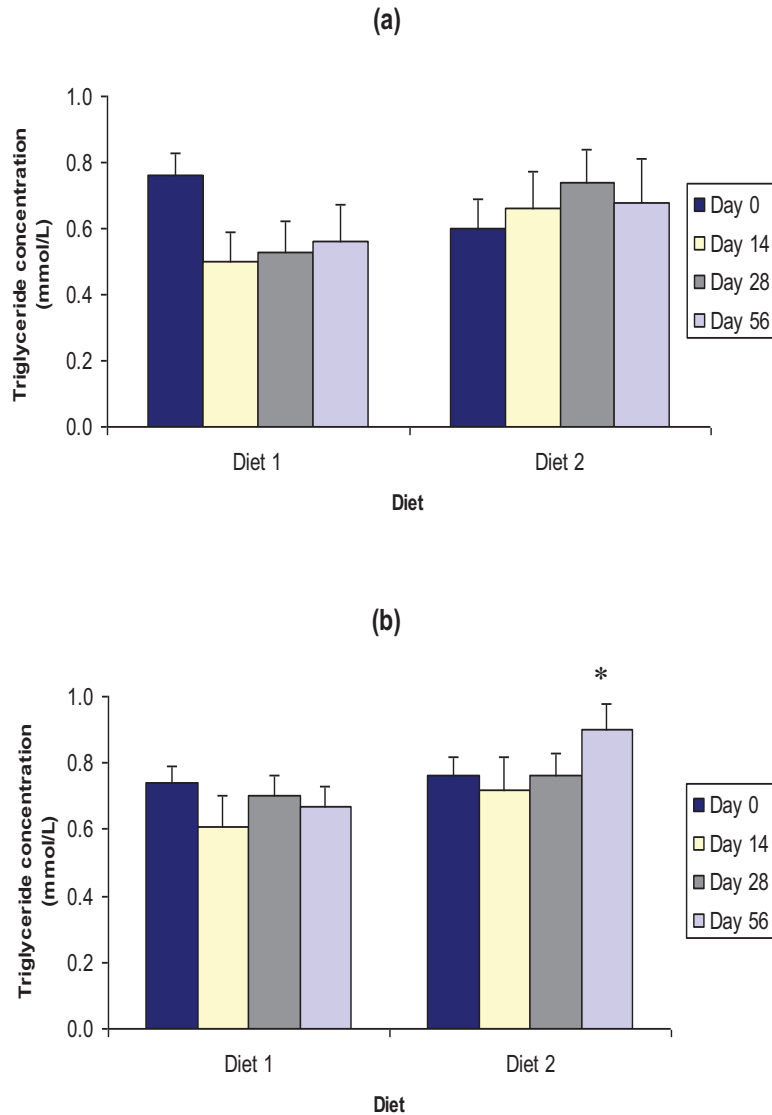 (a)
Triglyceride concentration
(mmol/L)
1.0
0.8
0.6
0.4
0.2
0.0
Diet 1
Diet 2
Diet
Day 0
Day 14
Day 28
Day 56
(b)
Triglyceride concentration
(mmol/L)
1.0
0.8
0.6
0.4
0.2
0.0
*
Diet 1
Diet 2
Diet
Day 0
Day 14
Day 28
Day 56